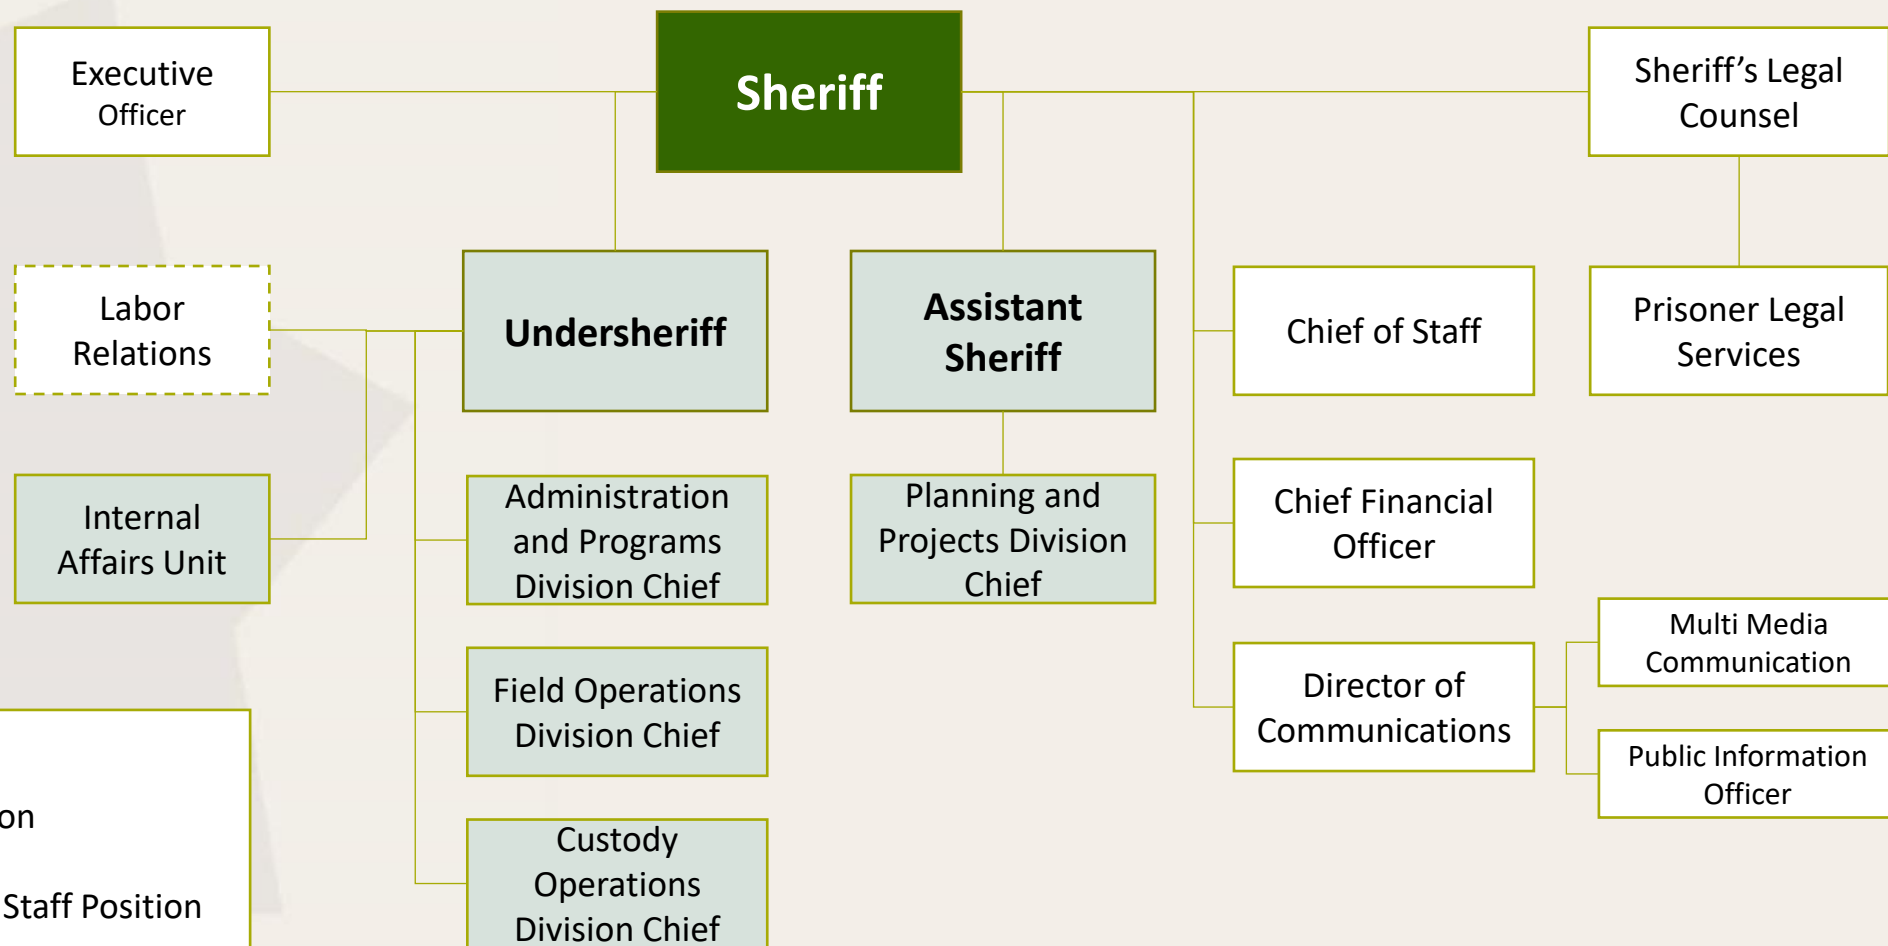 Executive
Officer
Sheriff
Sheriff’s Legal
Counsel
Labor
Relations
Undersheriff
Assistant
Sheriff
Chief of Staff
Prisoner Legal
Services
Internal
Affairs Unit
Administration
and Programs
Division Chief
Planning and
Projects Division
Chief
Chief Financial
Officer
Field Operations
Division Chief
Director of
Communications
Multi Media
Communication
Public Information
Officer
Custody
Operations
Division Chief
Staff Position